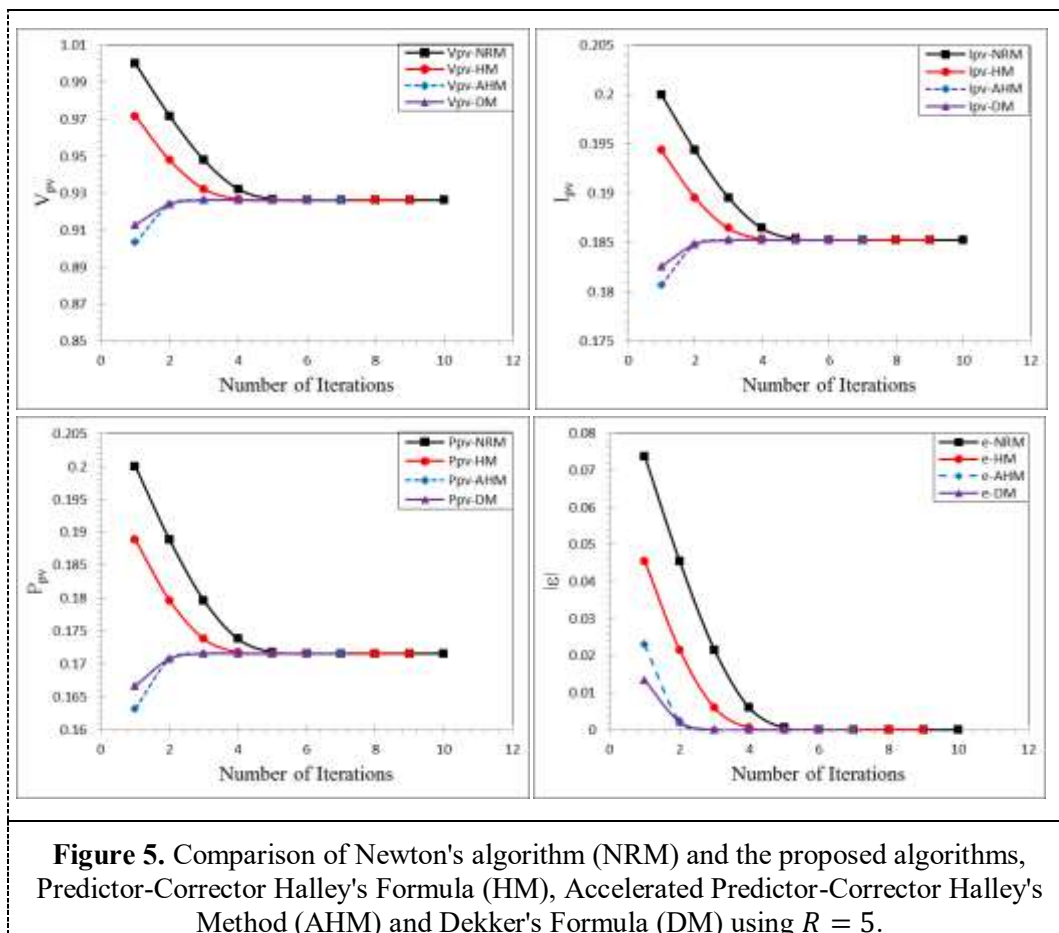 1.01
0.99
0.97
0.95
0.93
0.91
0.89
0.87
0.85
V_pv
0 2 4 6 8 10 12
Number of Iterations
Vpv-NRM
Vpv-HM
Vpv-AHM
Vpv-DM
0.205
0.2
0.195
0.19
0.185
0.18
0.175
I_pv
0 2 4 6 8 10 12
Number of Iterations
Ipv-NRM
Ipv-HM
Ipv-AHM
Ipv-DM
0.205
0.2
0.195
0.19
0.185
0.18
0.175
0.17
0.165
0.16
P_pv
0 2 4 6 8 10 12
Number of Iterations
Ppv-NRM
Ppv-HM
Ppv-AHM
Ppv-DM
0.08
0.07
0.06
0.05
0.04
0.03
0.02
0.01
0
|ε|
0 2 4 6 8 10 12
Number of Iterations
e-NRM
e-HM
e-AHM
e-DM
Figure 5. Comparison of Newton's algorithm (NRM) and the proposed algorithms,
Predictor-Corrector Halley's Formula (HM), Accelerated Predictor-Corrector Halley's
Method (AHM) and Dekker's Formula (DM) using R = 5.